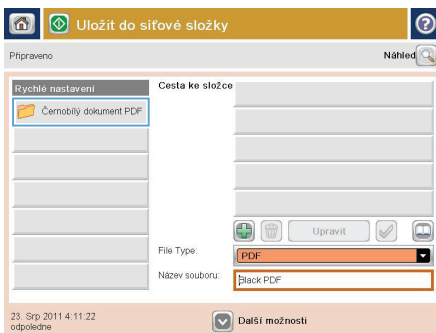 Uložit do síťové složky
Připraveno
Náhled
Rychlé nastavení
Cesta ke složce
Černobílý dokument PDF
Upravit
File Type:
PDF
Název souboru:
Black PDF
23. Srp 2011 4:11:22
odpoledne
Další možnosti